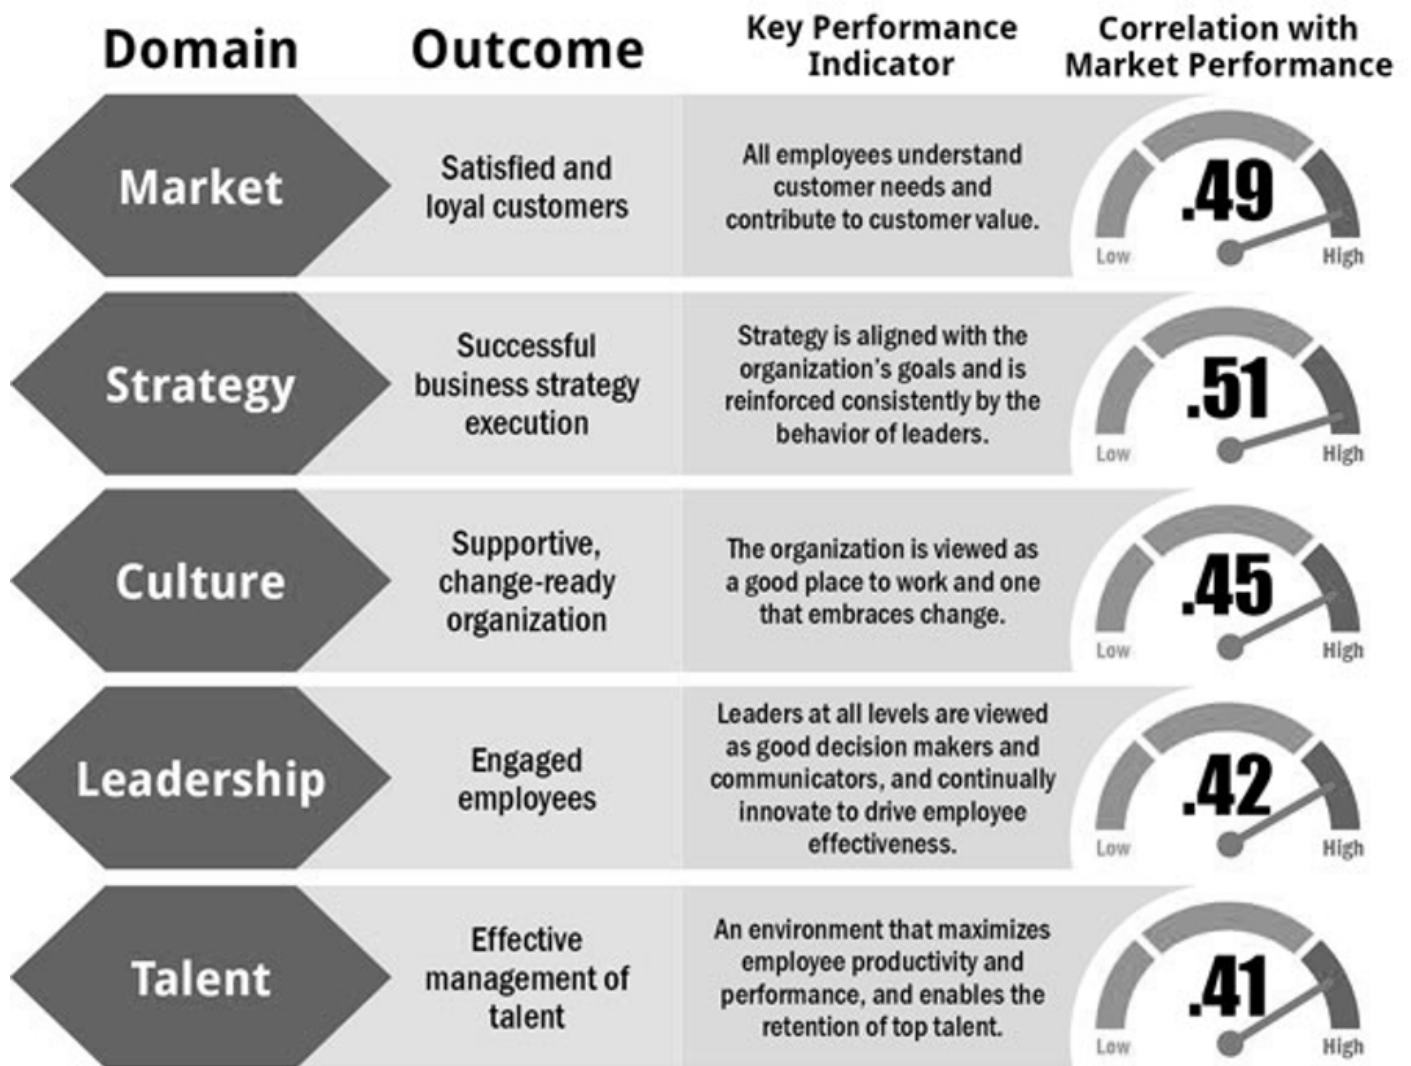 Domain
Outcome
Key Performance
Indicator
Correlation with
Market Performance
Market
Satisfied and
loyal customers
All employees understand
customer needs and
contribute to customer value.
.49
Low
High
Strategy
Successful
business strategy
execution
Strategy is aligned with the
organization's goals and is
reinforced consistently by the
behavior of leaders.
.51
Low
High
Culture
Supportive,
change-ready
organization
The organization is viewed as
a good place to work and one
that embraces change.
.45
Low
High
Leadership
Engaged
employees
Leaders at all levels are viewed
as good decision makers and
communicators, and continually
innovate to drive employee
effectiveness.
.42
Low
High
Talent
Effective
management of
talent
An environment that maximizes
employee productivity and
performance, and enables the
retention of top talent.
.41
Low
High